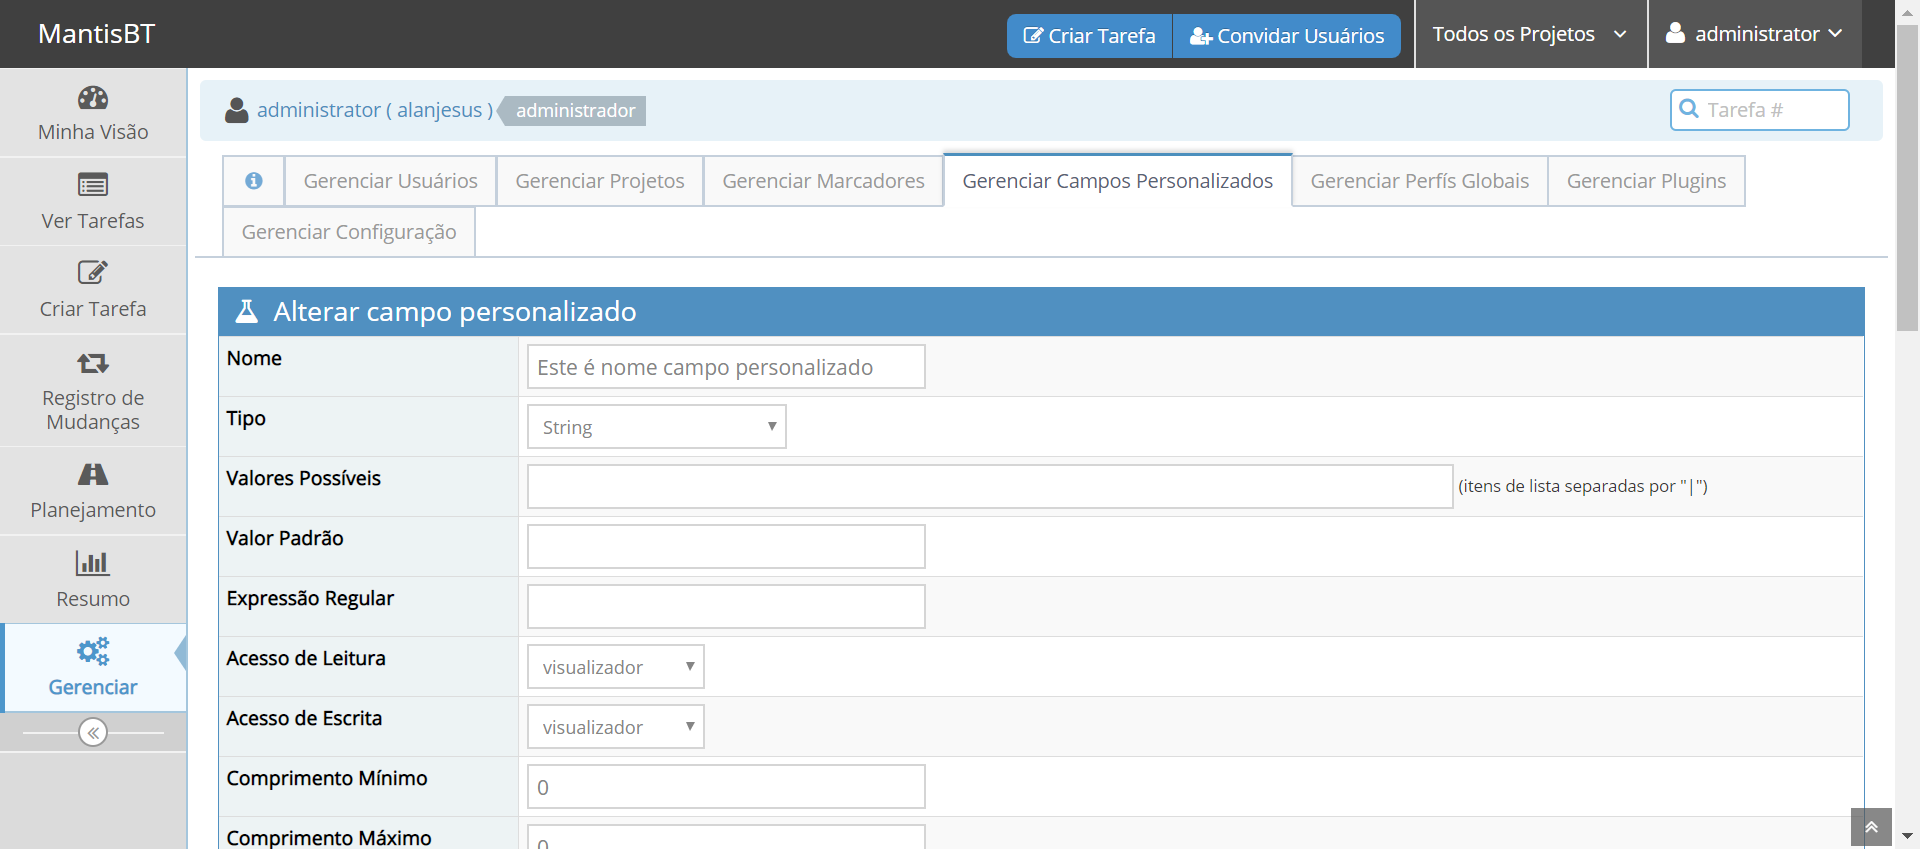 MantisBT
Criar Tarefa
Convidar Usuários
Todos os Projetos
administrator
Minha Visão
Ver Tarefas
Criar Tarefa
Registro de
Mudanças
Planejamento
Resumo
Gerenciar
administrator ( alanjesus )
administrador
Tarefa #
Gerenciar Usuários
Gerenciar Projetos
Gerenciar Marcadores
Gerenciar Campos Personalizados
Gerenciar Perfís Globais
Gerenciar Plugins
Gerenciar Configuração
Alterar campo personalizado
Nome
Este é nome campo personalizado
Tipo
String
Valores Possíveis
(itens de lista separadas por "|")
Valor Padrão
Expressão Regular
Acesso de Leitura
visualizador
Acesso de Escrita
visualizador
Comprimento Mínimo
0
Comprimento Máximo
0